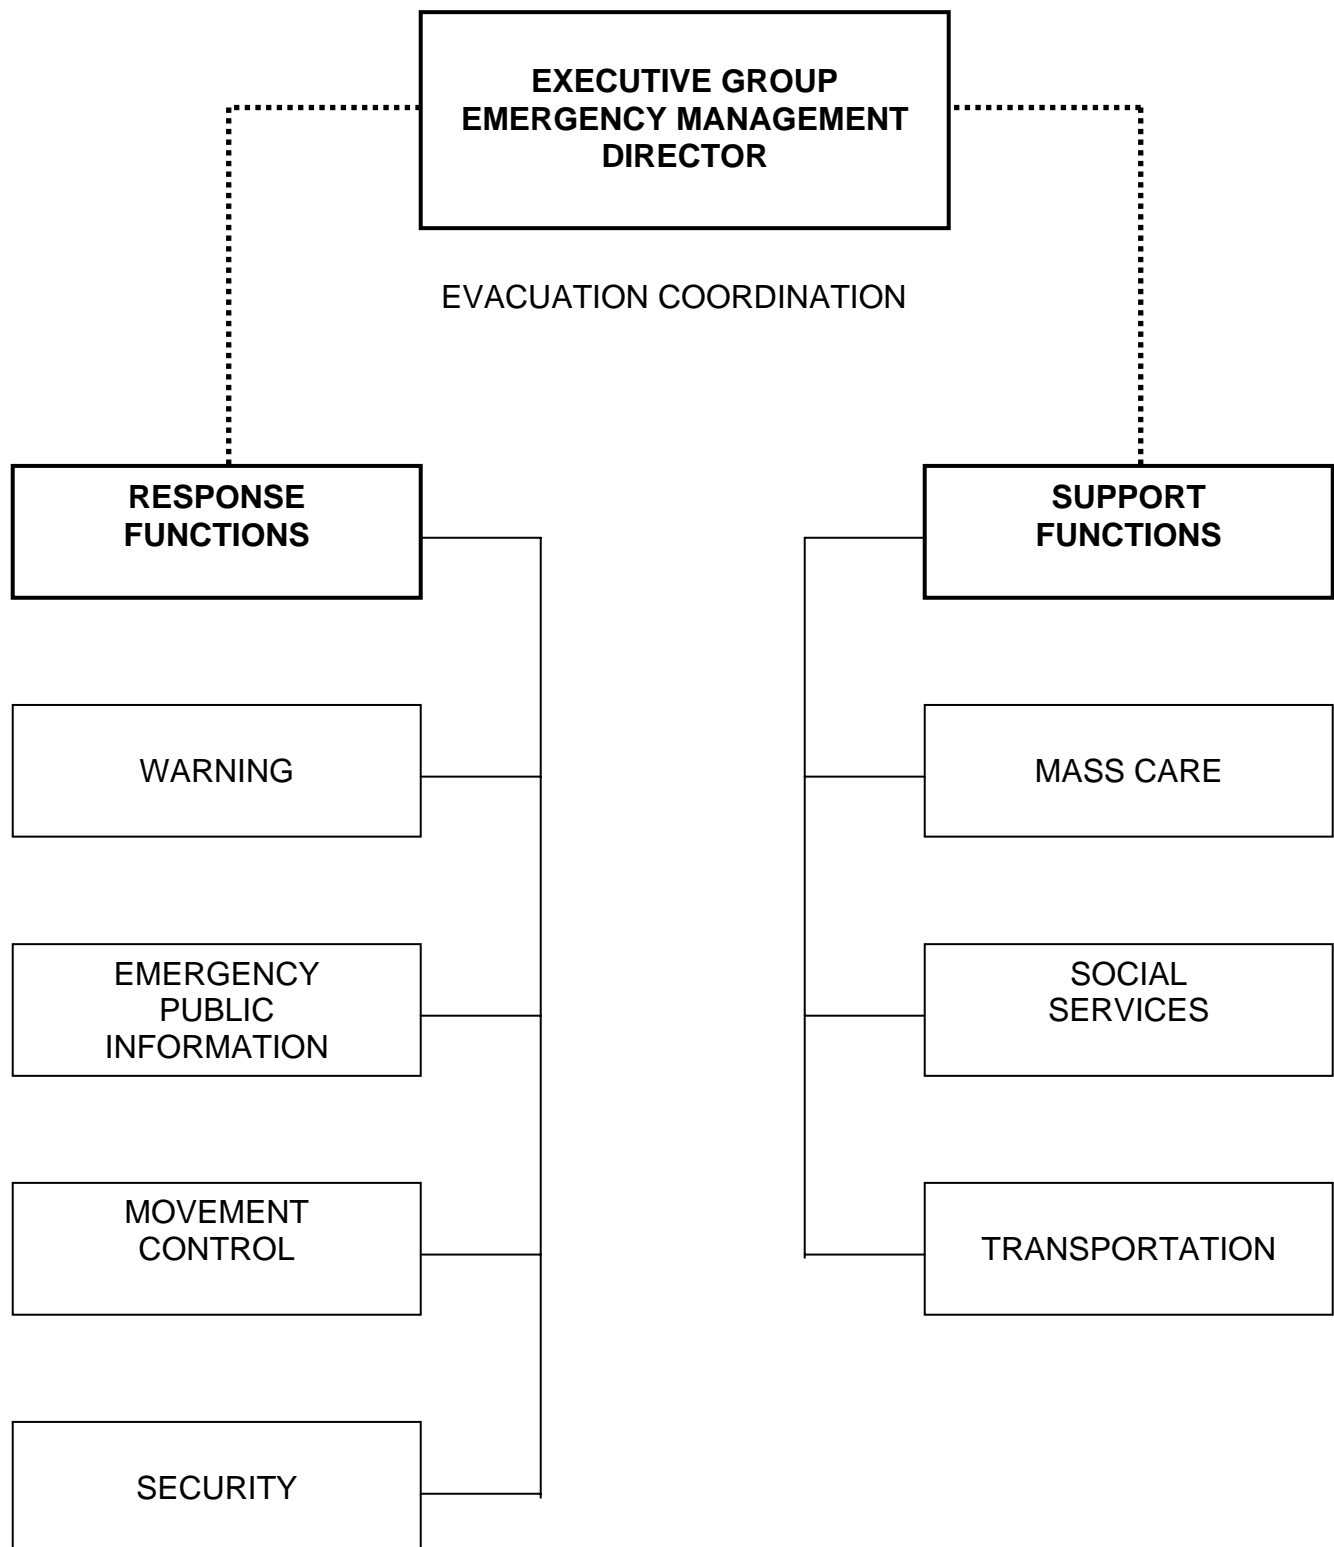 EXECUTIVE GROUP
EMERGENCY MANAGEMENT
DIRECTOR
EVACUATION COORDINATION
RESPONSE
FUNCTIONS
SUPPORT
FUNCTIONS
WARNING
MASS CARE
EMERGENCY
PUBLIC
INFORMATION
SOCIAL
SERVICES
MOVEMENT
CONTROL
TRANSPORTATION
SECURITY